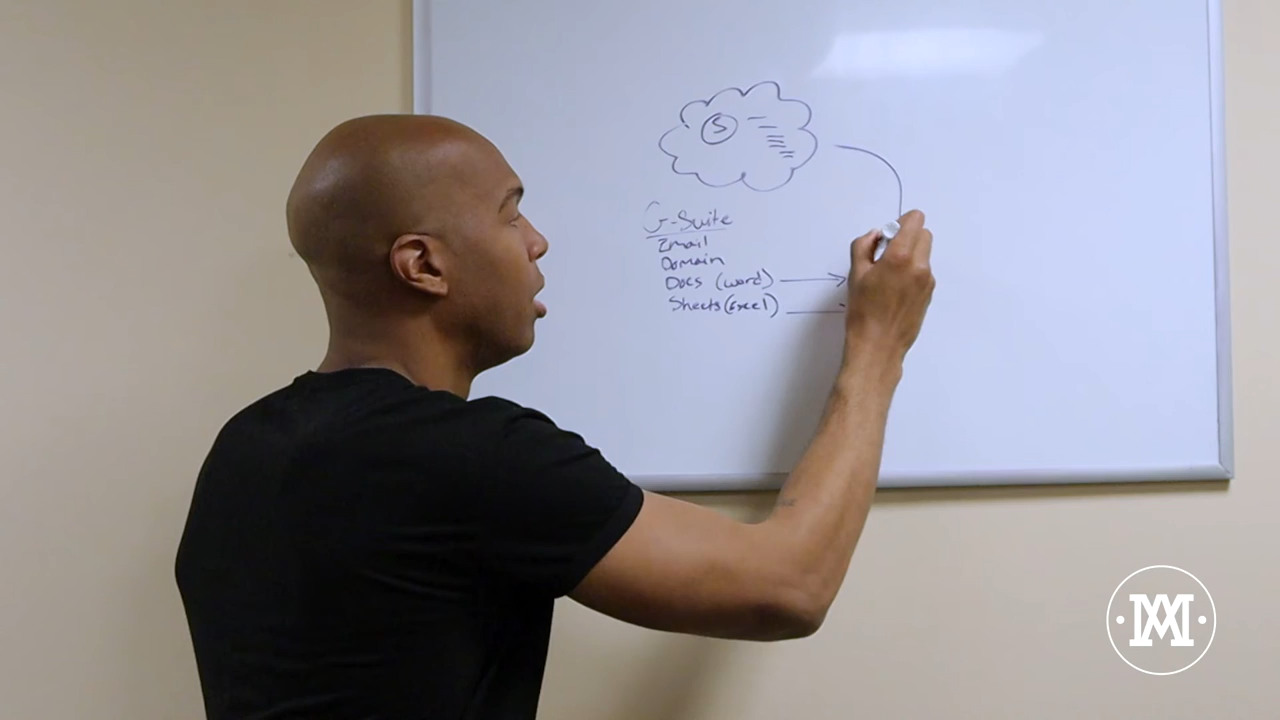 S
G-Suite
Email
Domain
Docs (word)
Sheets (Excel)
M